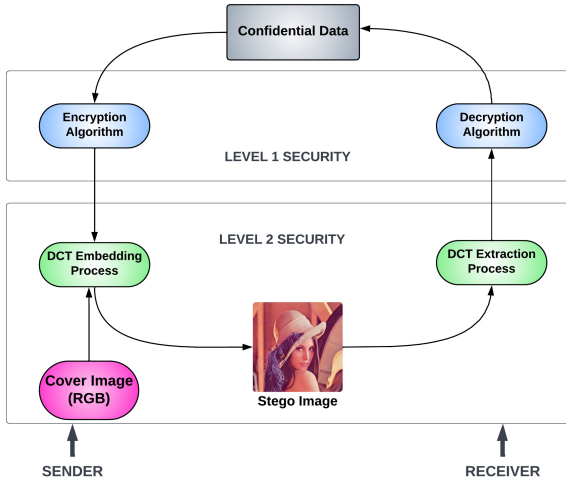 Confidential Data
Encryption
Algorithm
Decryption
Algorithm
LEVEL 1 SECURITY
LEVEL 2 SECURITY
DCT Embedding
Process
DCT Extraction
Process
Cover Image
(RGB)
Stego Image
SENDER
RECEIVER